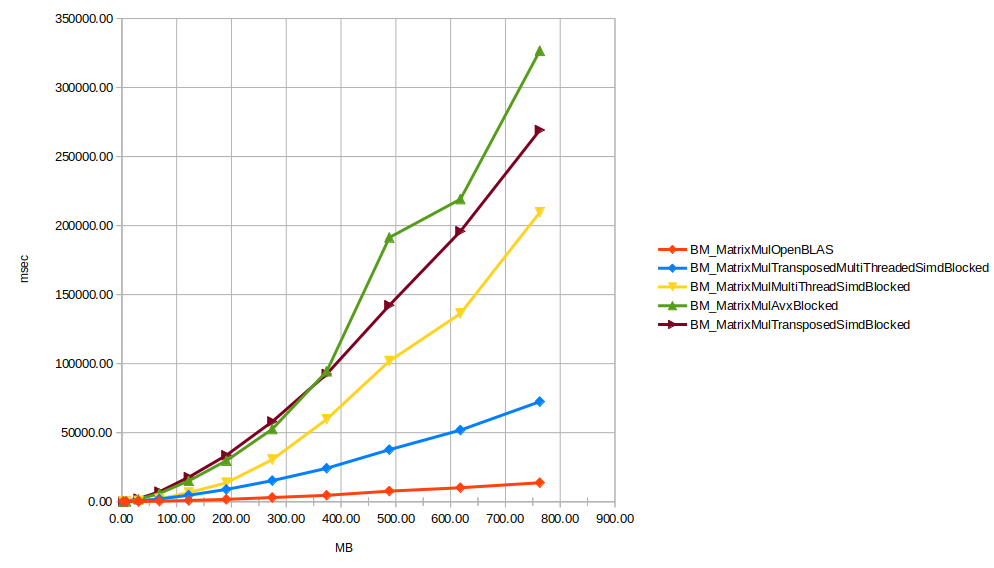 350000.00
300000.00
250000.00
200000.00
150000.00
100000.00
50000.00
0.00
msec
0.00 100.00 200.00 300.00 400.00 500.00 600.00 700.00 800.00 900.00
MB
BM_MatrixMulOpenBLAS
BM_MatrixMulTransposedMultiThreadedSimdBlocked
BM_MatrixMulMultiThreadSimdBlocked
BM_MatrixMulAvxBlocked
BM_MatrixMulTransposedSimdBlocked